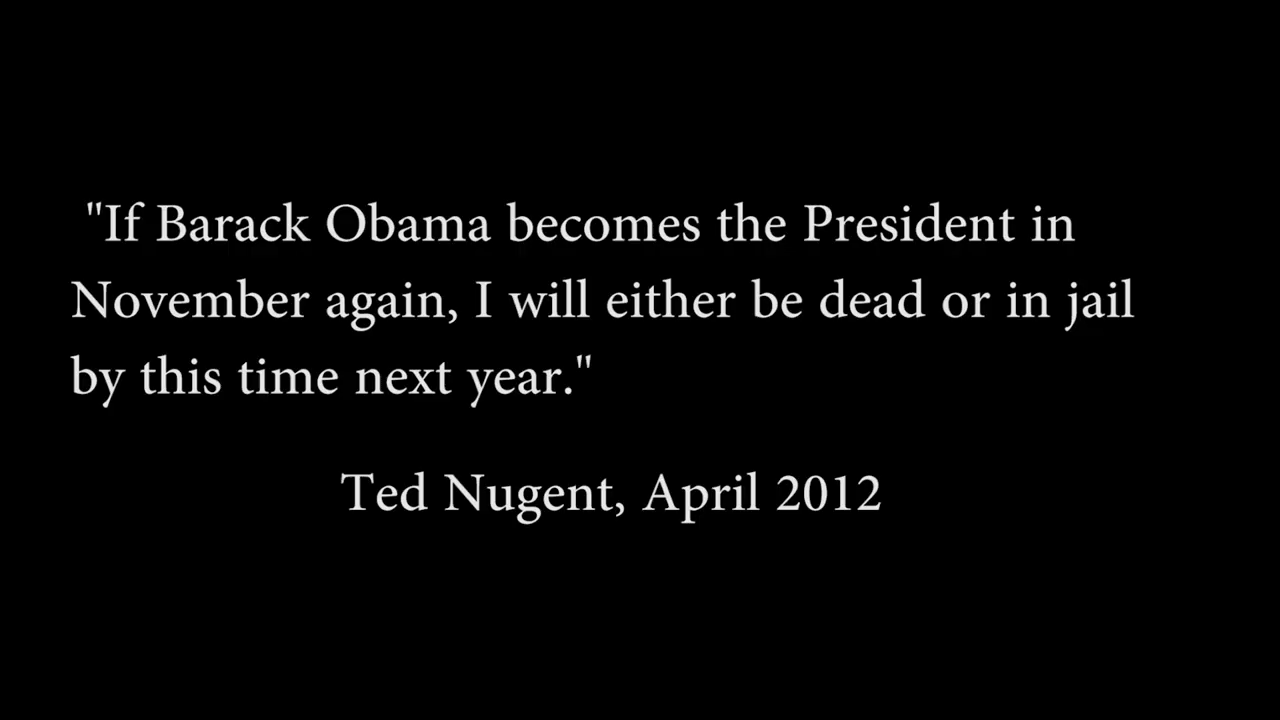 "If Barack Obama becomes the President in
November again, I will either be dead or in jail
by this time next year."
Ted Nugent, April 2012